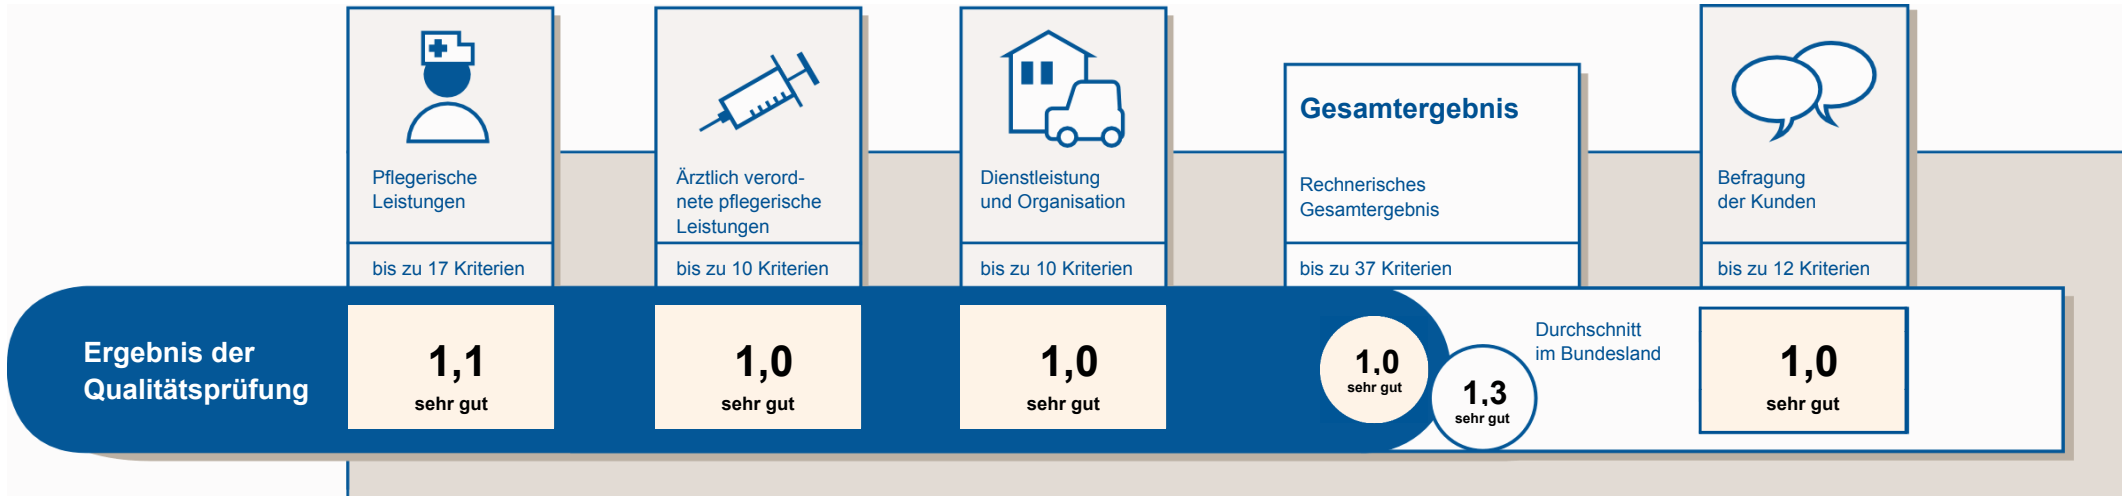 Pflegerische
Leistungen
bis zu 17 Kriterien
Ärztlich verord-
nete pflegerische
Leistungen
bis zu 10 Kriterien
Dienstleistung
und Organisation
bis zu 10 Kriterien
Gesamtergebnis
Rechnerisches
Gesamtergebnis
bis zu 37 Kriterien
Befragung
der Kunden
bis zu 12 Kriterien
Ergebnis der
Qualitätsprüfung
1,1
sehr gut
1,0
sehr gut
1,0
sehr gut
1,0
sehr gut
1,3
sehr gut
Durchschnitt
im Bundesland
1,0
sehr gut